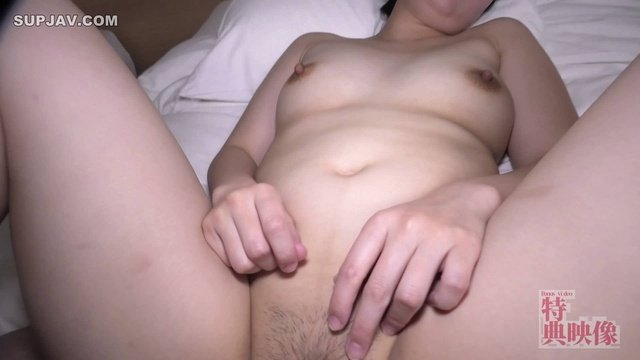 SUPJAV.COM
Bonus Video
特
典映像